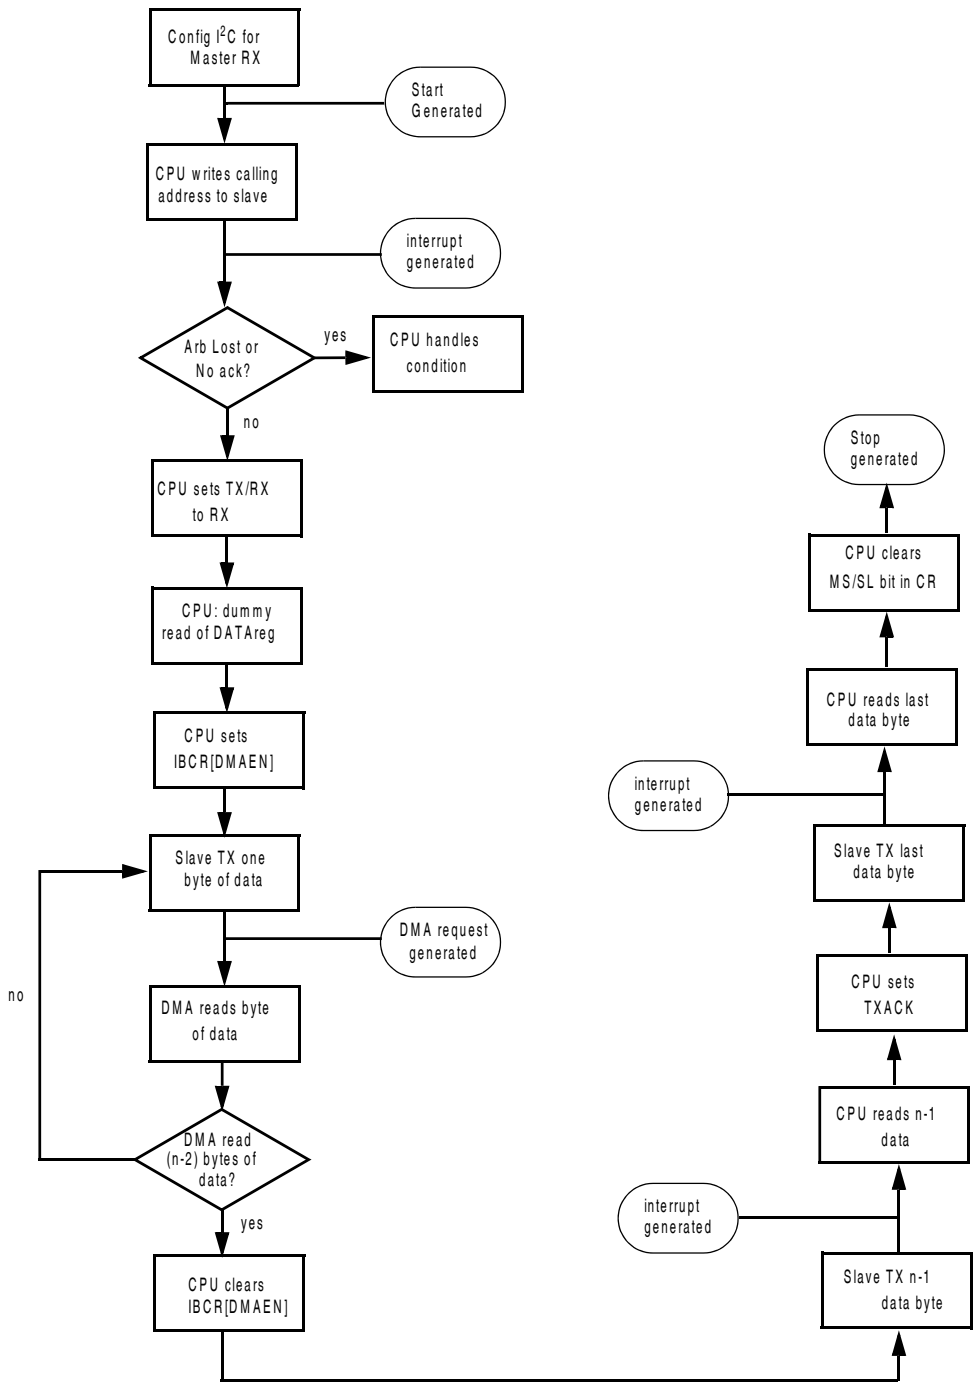 Config I²C for
Master RX
Start
Generated
CPU writes calling
address to slave
interrupt
generated
Arb Lost or
No ack?
yes
CPU handles
condition
no
CPU sets TX/RX
to RX
CPU: dummy
read of DATAreg
CPU sets
IBCR[DMAEN]
Slave TX one
byte of data
DMA request
generated
no
DMA reads byte
of data
DMA read
(n-2) bytes of
data?
yes
CPU clears
IBCR[DMAEN]
Slave TX n-1
data byte
interrupt
generated
CPU reads n-1
data
CPU sets
TXACK
Slave TX last
data byte
interrupt
generated
CPU reads last
data byte
CPU clears
MS/SL bit in CR
Stop
generated